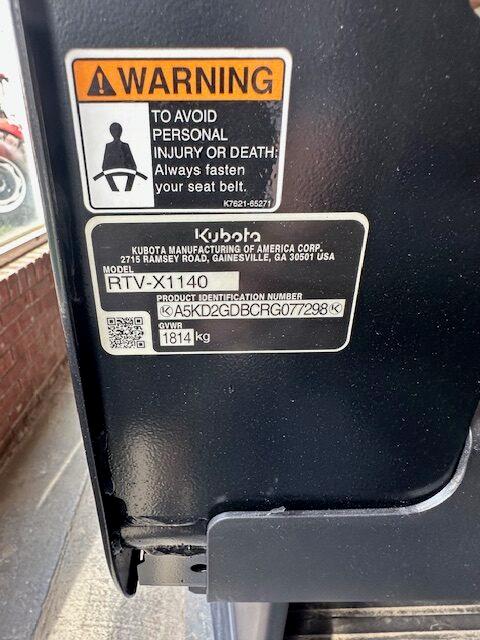 WARNING
TO AVOID
PERSONAL
INJURY OR DEATH:
Always fasten
your seat belt.
K7621-65271
Kubota
KUBOTA MANUFACTURING OF AMERICA CORP.
2715 RAMSEY ROAD, GAINESVILLE, GA 30501 USA
MODEL
RTV-X1140
PRODUCT IDENTIFICATION NUMBER
Ⓚ A5KD2GDBCRG077298 Ⓚ
GVWR
1814 kg